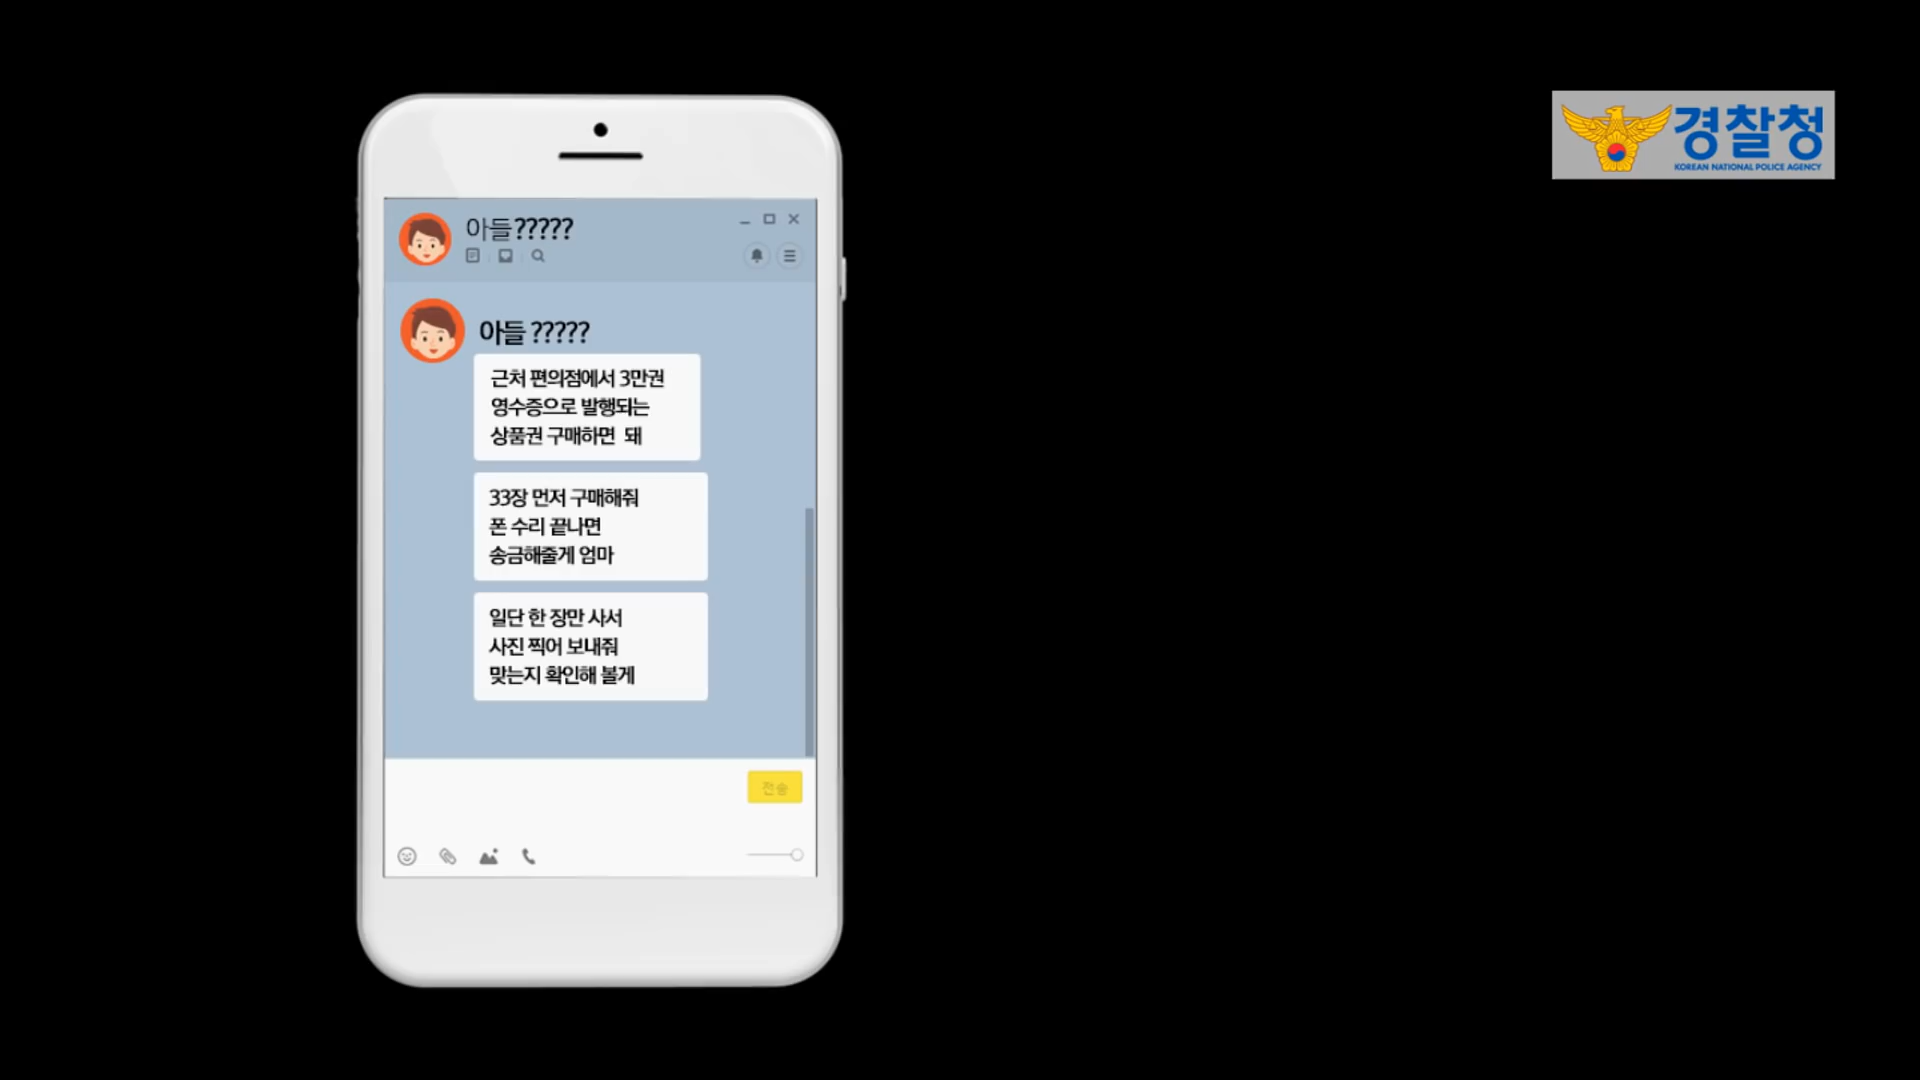 경찰청
KOREAN NATIONAL POLICE AGENCY
아들?????
아들 ?????
근처 편의점에서 3만권
영수증으로 발행되는
상품권 구매하면 돼
33장 먼저 구매해줘
폰 수리 끝나면
송금해줄게 엄마
일단 한 장만 사서
사진 찍어 보내줘
맞는지 확인해 볼게
전송